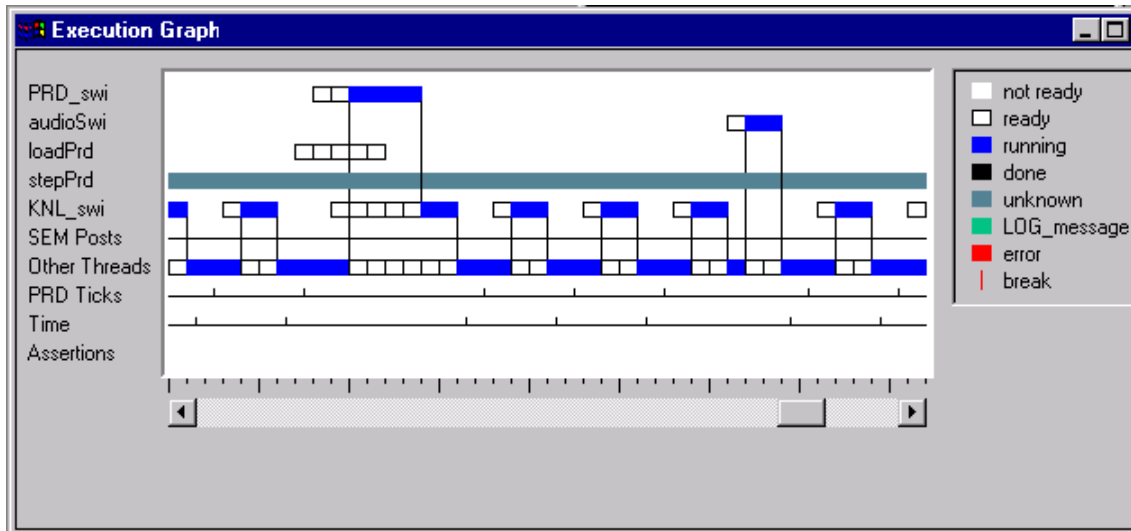 Execution Graph
PRD_swi
audioSwi
loadPrd
stepPrd
KNL_swi
SEM Posts
Other Threads
PRD Ticks
Time
Assertions
not ready
ready
running
done
unknown
LOG_message
error
break